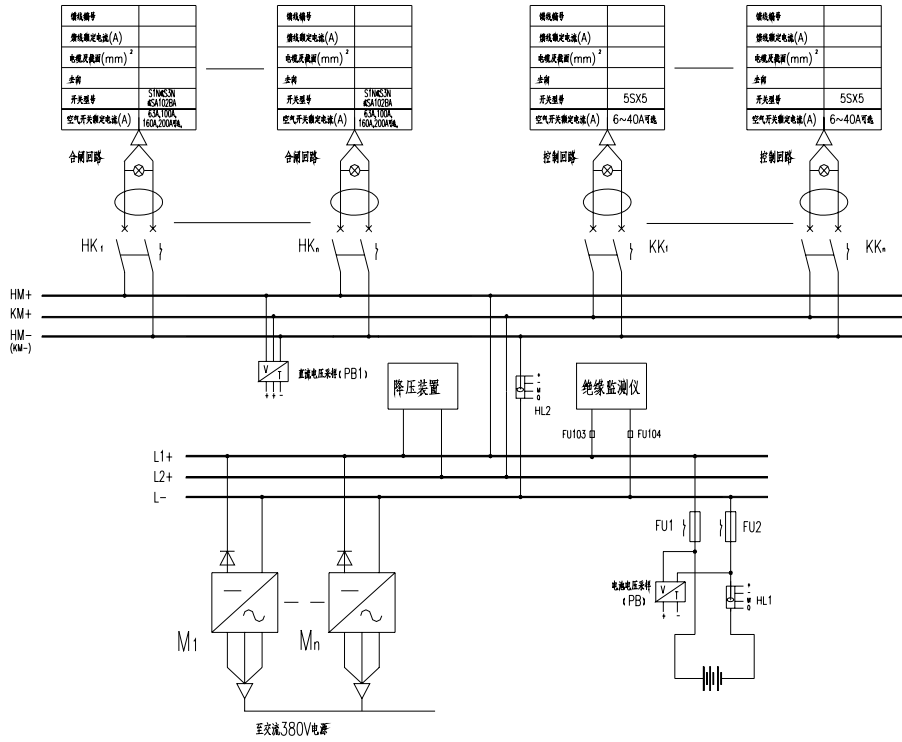 馈线编号
馈线额定电流(A)
电缆及截面(mm)²
去向
开关型号 S1N或S3N
或SA102BA
空气开关额定电流(A) 63A,100A,
160A,200A可选,
馈线编号
馈线额定电流(A)
电缆及截面(mm)²
去向
开关型号 S1N或S3N
或SA102BA
空气开关额定电流(A) 63A,100A,
160A,200A可选,
馈线编号
馈线额定电流(A)
电缆及截面(mm)²
去向
开关型号 5SX5
空气开关额定电流(A) 6~40A可选
馈线编号
馈线额定电流(A)
电缆及截面(mm)²
去向
开关型号 5SX5
空气开关额定电流(A) 6~40A可选
合闸回路
合闸回路
控制回路
控制回路
HK1
HKn
KK1
KKn
HM+
KM+
HM-
(KM-)
V
T
+ + -
直流电压采样(PB1)
降压装置
+
-
M
Q
HL2
绝缘监测仪
FU103
FU104
L1+
L2+
L-
FU1
FU2
M1
Mn
电池电压采样
(PB)
V
T
+ -
+
-
M
Q
HL1
至交流380V电源